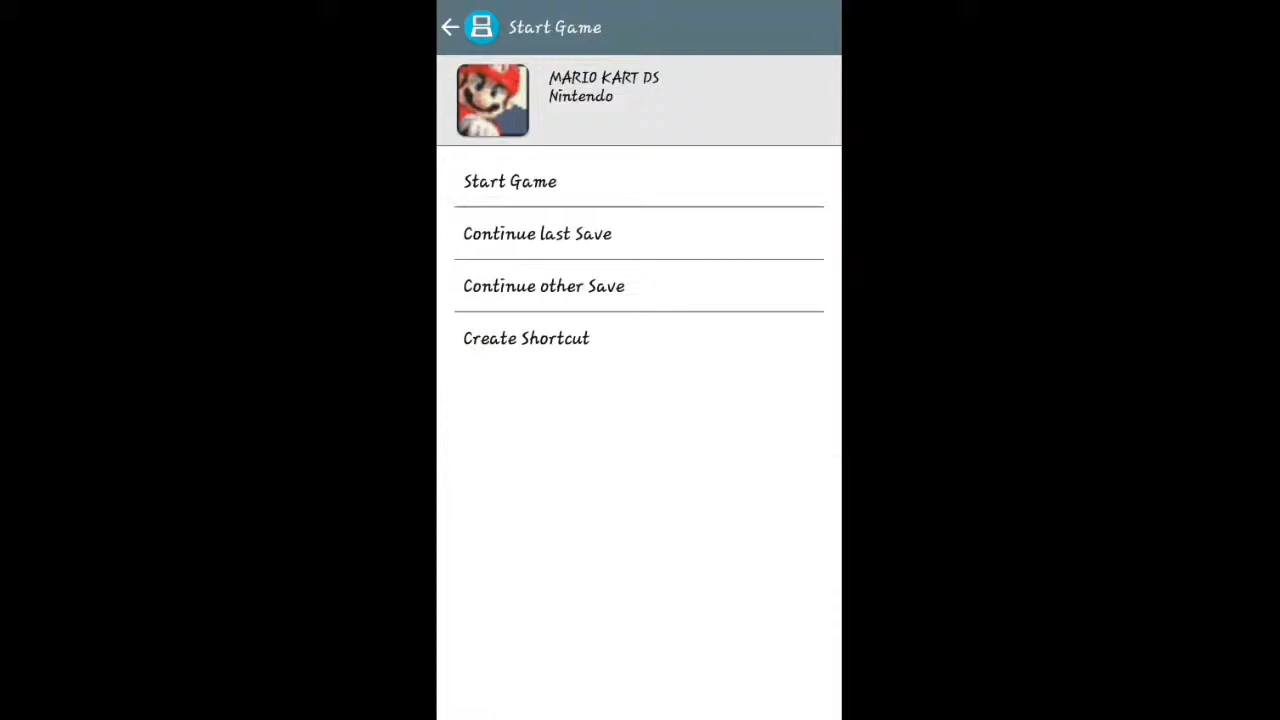 Start Game
MARIO KART DS
Nintendo
Start Game
Continue last Save
Continue other Save
Create Shortcut